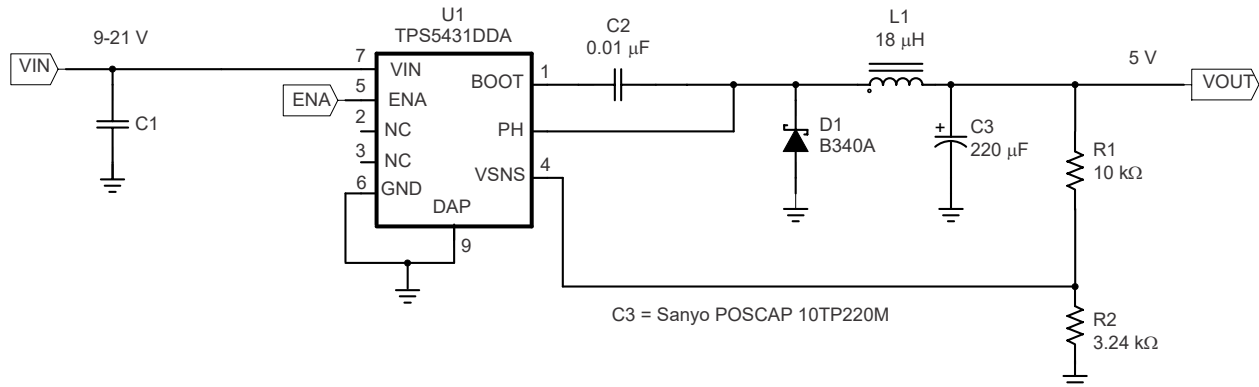 U1
TPS5431DDA
9-21 V
VIN
C1
ENA
7
5
2
3
6
VIN
ENA
NC
NC
GND
DAP
9
BOOT
PH
VSNS
1
4
C2
0.01 μF
L1
18 μH
D1
B340A
+
C3
220 μF
5 V
VOUT
R1
10 kΩ
C3 = Sanyo POSCAP 10TP220M
R2
3.24 kΩ